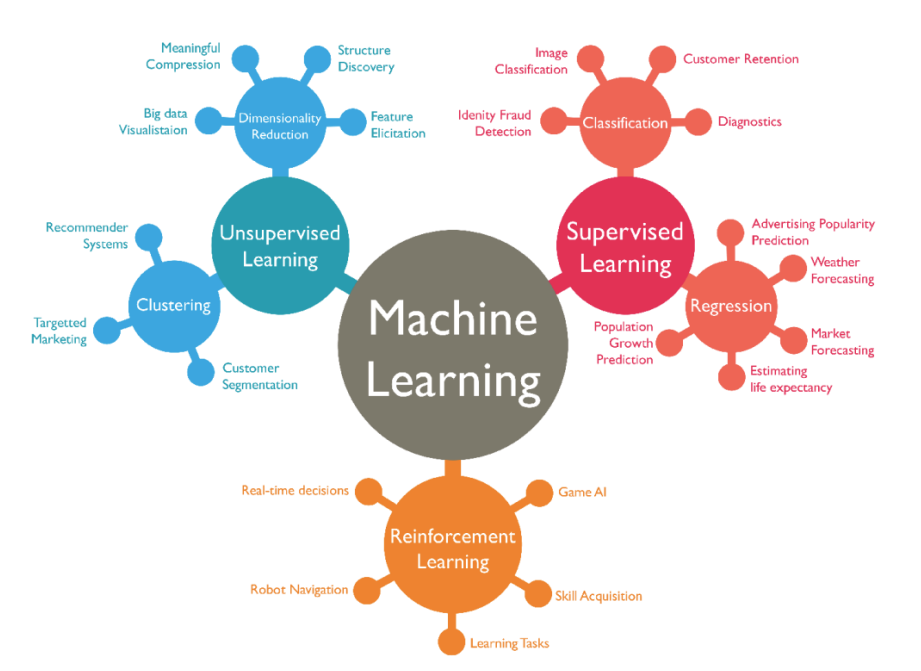 Meaningful
Compression
Structure
Discovery
Big data
Visualistaion
Dimensionality
Reduction
Feature
Elicitation
Image
Classification
Customer Retention
Idenity Fraud
Detection
Classification
Diagnostics
Unsupervised
Learning
Supervised
Learning
Recommender
Systems
Clustering
Targetted
Marketing
Customer
Segmentation
Advertising Popularity
Prediction
Weather
Forecasting
Regression
Population
Growth
Prediction
Market
Forecasting
Estimating
life expectancy
Machine
Learning
Real-time decisions
Game AI
Reinforcement
Learning
Robot Navigation
Skill Acquisition
Learning Tasks